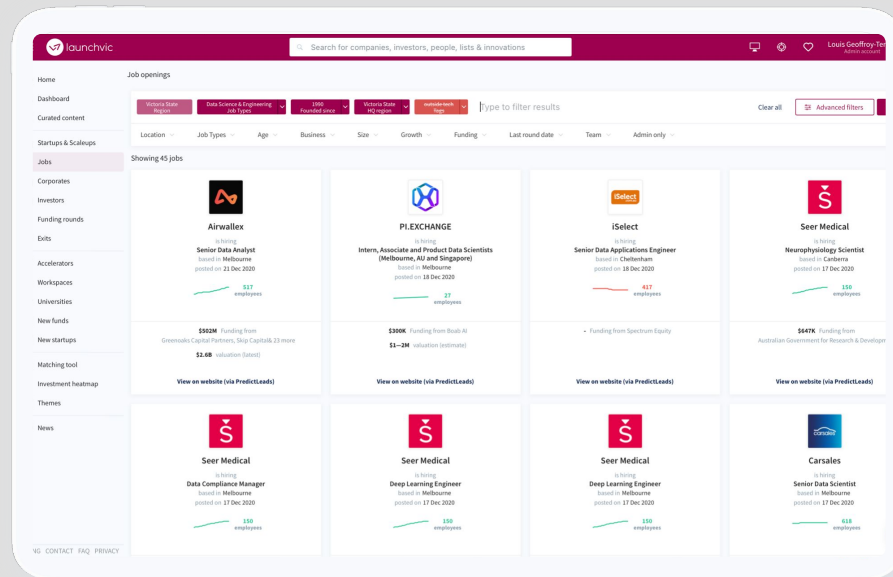 launchvic
Search for companies, investors, people, lists & innovations
Louis Geoffroy-Ter
Admin account
Home
Dashboard
Curated content
Startups & Scaleups
Jobs
Corporates
Investors
Funding rounds
Exits
Accelerators
Workspaces
Universities
New funds
New startups
Matching tool
Investment heatmap
Themes
News
NG CONTACT FAQ PRIVACY
Job openings
Victoria State
Region
Data Science & Engineering
Job Types
1990
Founded since
Victoria State
HQ region
outside tech
Tags
Type to filter results
Clear all
Advanced filters
Location Job Types Age Business Size Growth Funding Last round date Team Admin only
Showing 45 jobs
Airwallex
is hiring
Senior Data Analyst
based in Melbourne
posted on 21 Dec 2020
517
employees
$502M Funding from
Greenoaks Capital Partners, Skip Capital& 23 more
$2.6B valuation (latest)
View on website (via PredictLeads)
PI.EXCHANGE
is hiring
Intern, Associate and Product Data Scientists
(Melbourne, AU and Singapore)
based in Melbourne
posted on 18 Dec 2020
27
employees
$300K Funding from Boab AI
$1—2M valuation (estimate)
View on website (via PredictLeads)
iSelect
iSelect
is hiring
Senior Data Applications Engineer
based in Cheltenham
posted on 18 Dec 2020
417
employees
- Funding from Spectrum Equity
View on website (via PredictLeads)
Š
Seer Medical
is hiring
Neurophysiology Scientist
based in Canberra
posted on 17 Dec 2020
150
employees
$647K Funding from
Australian Government for Research & Developm
View on website (via PredictLeads)
Š
Seer Medical
is hiring
Data Compliance Manager
based in Melbourne
posted on 17 Dec 2020
150
employees
Š
Seer Medical
is hiring
Deep Learning Engineer
based in Melbourne
posted on 17 Dec 2020
150
employees
Š
Seer Medical
is hiring
Deep Learning Engineer
based in Melbourne
posted on 17 Dec 2020
150
employees
carsales
Carsales
is hiring
Senior Data Scientist
based in Melbourne
posted on 17 Dec 2020
618
employees